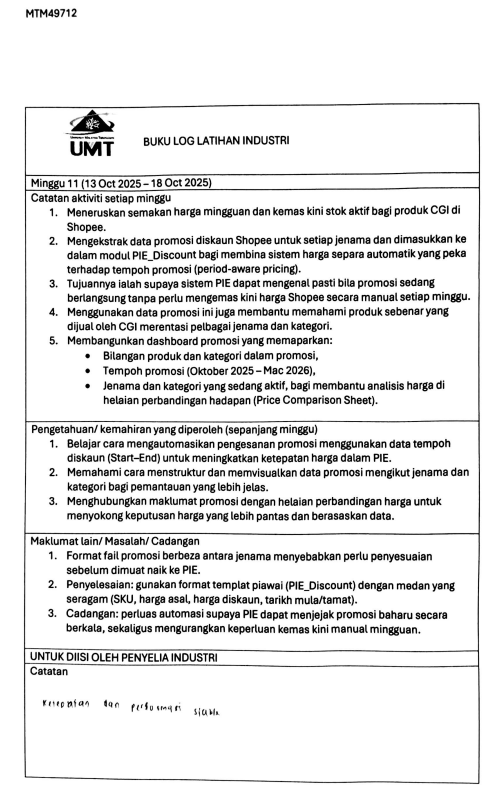 MTM49712
UMT
BUKU LOG LATIHAN INDUSTRI
Minggu 11 (13 Oct 2025 – 18 Oct 2025)
Catatan aktiviti setiap minggu
1. Meneruskan semakan harga mingguan dan kemas kini stok aktif bagi produk CGI di
Shopee.
2. Mengekstrak data promosi diskaun Shopee untuk setiap jenama dan dimasukkan ke
dalam modul PIE_Discount bagi membina sistem harga separa automatik yang peka
terhadap tempoh promosi (period-aware pricing).
3. Tujuannya ialah supaya sistem PIE dapat mengenal pasti bila promosi sedang
berlangsung tanpa perlu mengemas kini harga Shopee secara manual setiap minggu.
4. Menggunakan data promosi ini juga membantu memahami produk sebenar yang
dijual oleh CGI merentasi pelbagai jenama dan kategori.
5. Membangunkan dashboard promosi yang memaparkan:
• Bilangan produk dan kategori dalam promosi,
• Tempoh promosi (Oktober 2025 – Mac 2026),
• Jenama dan kategori yang sedang aktif, bagi membantu analisis harga di
helaian perbandingan hadapan (Price Comparison Sheet).
Pengetahuan/ kemahiran yang diperoleh (sepanjang minggu)
1. Belajar cara mengautomasikan pengesanan promosi menggunakan data tempoh
diskaun (Start–End) untuk meningkatkan ketepatan harga dalam PIE.
2. Memahami cara menstruktur dan memvisualkan data promosi mengikut jenama dan
kategori bagi pemantauan yang lebih jelas.
3. Menghubungkan maklumat promosi dengan helaian perbandingan harga untuk
menyokong keputusan harga yang lebih pantas dan berasaskan data.
Maklumat lain/ Masalah/ Cadangan
1. Format fail promosi berbeza antara jenama menyebabkan perlu penyesuaian
sebelum dimuat naik ke PIE.
2. Penyelesaian: gunakan format templat piawai (PIE_Discount) dengan medan yang
seragam (SKU, harga asal, harga diskaun, tarikh mula/tamat).
3. Cadangan: perluas automasi supaya PIE dapat menjejak promosi baharu secara
berkala, sekaligus mengurangkan keperluan kemas kini manual mingguan.
UNTUK DIISI OLEH PENYELIA INDUSTRI
Catatan
dan